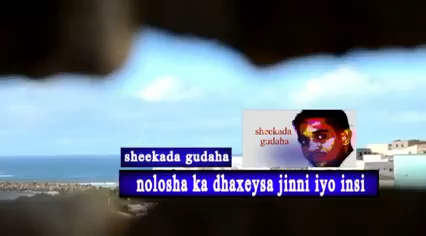 sheekada
gudaha
sheekada gudaha
nolosha ka dhaxeysa jinni iyo insi